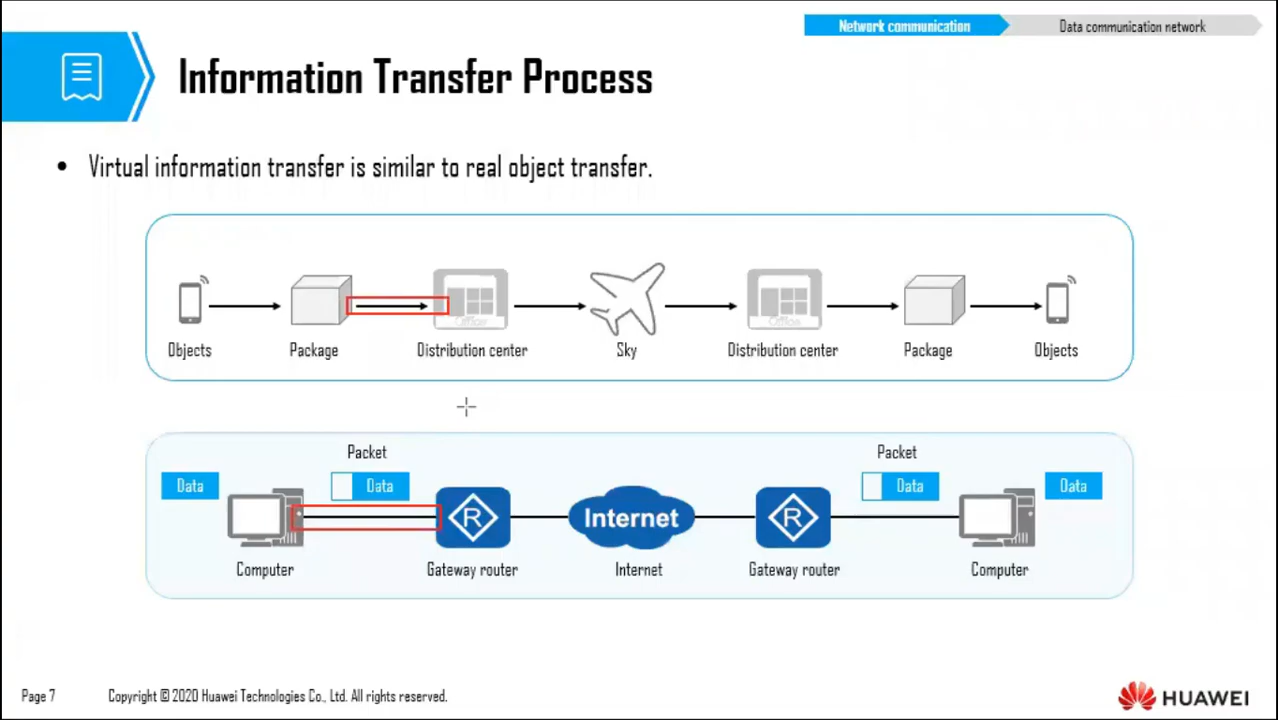 Network communication
Data communication network
Information Transfer Process
• Virtual information transfer is similar to real object transfer.
Office
Office
Objects
Package
Distribution center
Sky
Distribution center
Package
Objects
Packet
Packet
Data
Data
Data
Data
R
Internet
R
Computer
Gateway router
Internet
Gateway router
Computer
Page 7
Copyright © 2020 Huawei Technologies Co., Ltd. All rights reserved.
HUAWEI